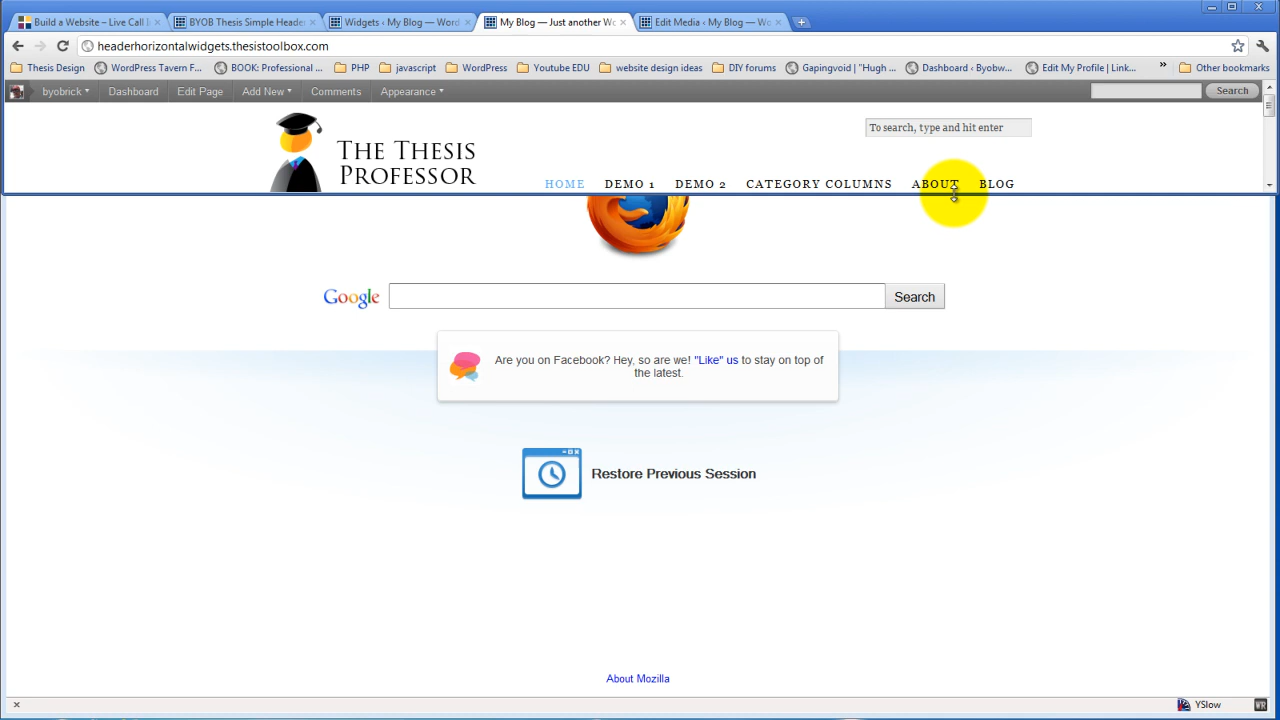 Build a Website – Live Call I
BYOB Thesis Simple Heade
Widgets ‹ My Blog — Word
My Blog — Just another Wo
Edit Media ‹ My Blog — Wo
headerhorizontalwidgets.thesistoolbox.com
Thesis Design
WordPress Tavern F...
BOOK: Professional ...
PHP
javascript
WordPress
Youtube EDU
website design ideas
DIY forums
Gapingvoid | "Hugh ...
Dashboard ‹ Byobw...
Edit My Profile | Link...
»
Other bookmarks
byobrick
Dashboard
Edit Page
Add New
Comments
Appearance
Search
THE THESIS
PROFESSOR
To search, type and hit enter
HOME
DEMO 1
DEMO 2
CATEGORY COLUMNS
ABOUT
BLOG
Google
Search
Are you on Facebook? Hey, so are we! "Like" us to stay on top of
the latest.
Restore Previous Session
About Mozilla
YSlow
WR